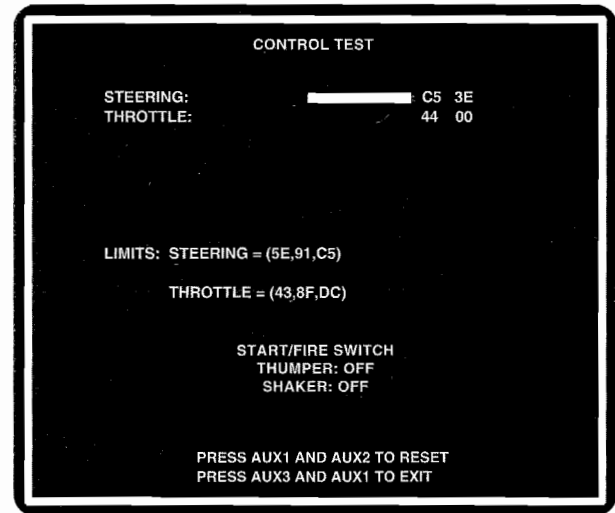 CONTROL TEST
STEERING: C5 3E
THROTTLE: 44 00
LIMITS: STEERING = (5E,91,C5)
THROTTLE = (43,8F,DC)
START/FIRE SWITCH
THUMPER: OFF
SHAKER: OFF
PRESS AUX1 AND AUX2 TO RESET
PRESS AUX3 AND AUX1 TO EXIT